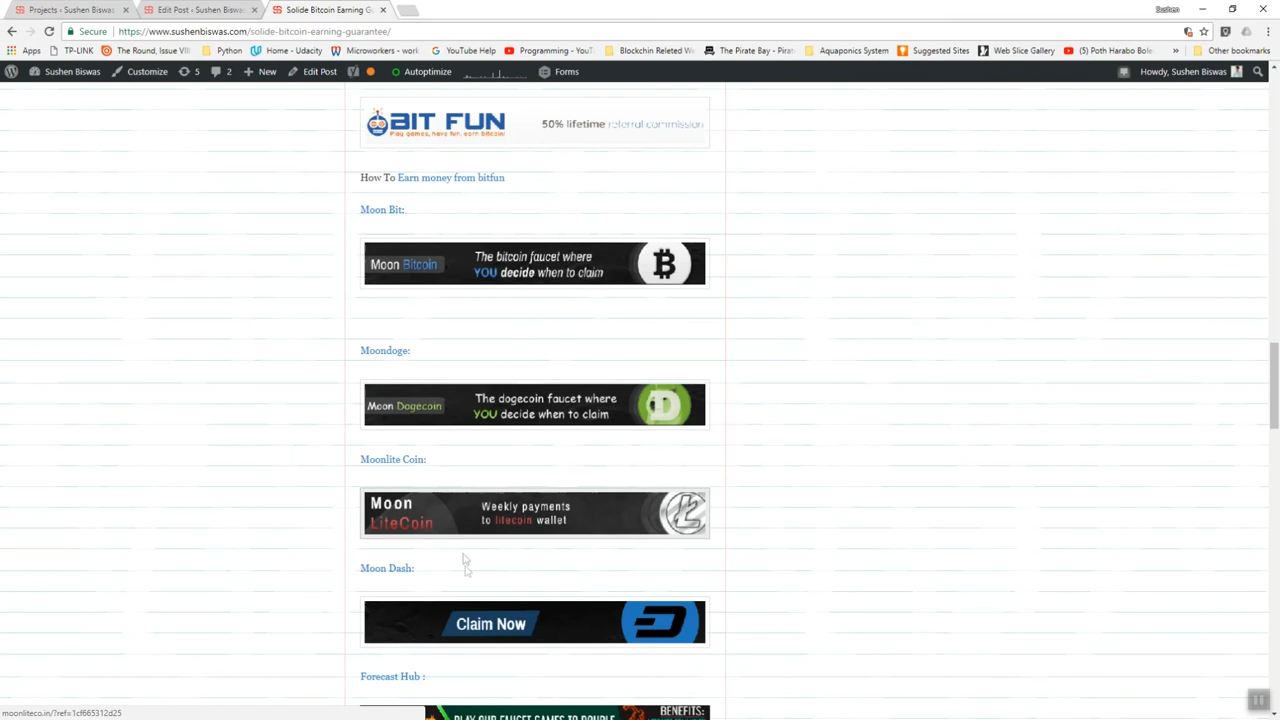 Projects ‹ Sushen Biswas
Edit Post ‹ Sushen Biswas
Solide Bitcoin Earning Gu
Sushen
Secure
https://www.sushenbiswas.com/solide-bitcoin-earning-guarantee/
Apps
TP-LINK
The Round, Issue VIII
Python
Home - Udacity
Microworkers - work
YouTube Help
Programming - YouT
Blockchin Releted W
The Pirate Bay - Pirat
Aquaponics System
Suggested Sites
Web Slice Gallery
(5) Poth Harabo Bole
»
Other bookmarks
Sushen Biswas
Customize
5
2
+ New
Edit Post
Autoptimize
Forms
Howdy, Sushen Biswas
BIT FUN
Play games, have fun, earn bitcoin!
50% lifetime referral commission
How To Earn money from bitfun
Moon Bit:
Moon Bitcoin
The bitcoin faucet where
YOU decide when to claim
Moondoge:
Moon Dogecoin
The dogecoin faucet where
YOU decide when to claim
Moonlite Coin:
Moon
LiteCoin
Weekly payments
to litecoin wallet
Moon Dash:
Claim Now
Forecast Hub :
PLAY OUR FAUCET GAMES TO DOUBLE
BENEFITS:
moonliteco.in/?ref=1cf665312d25